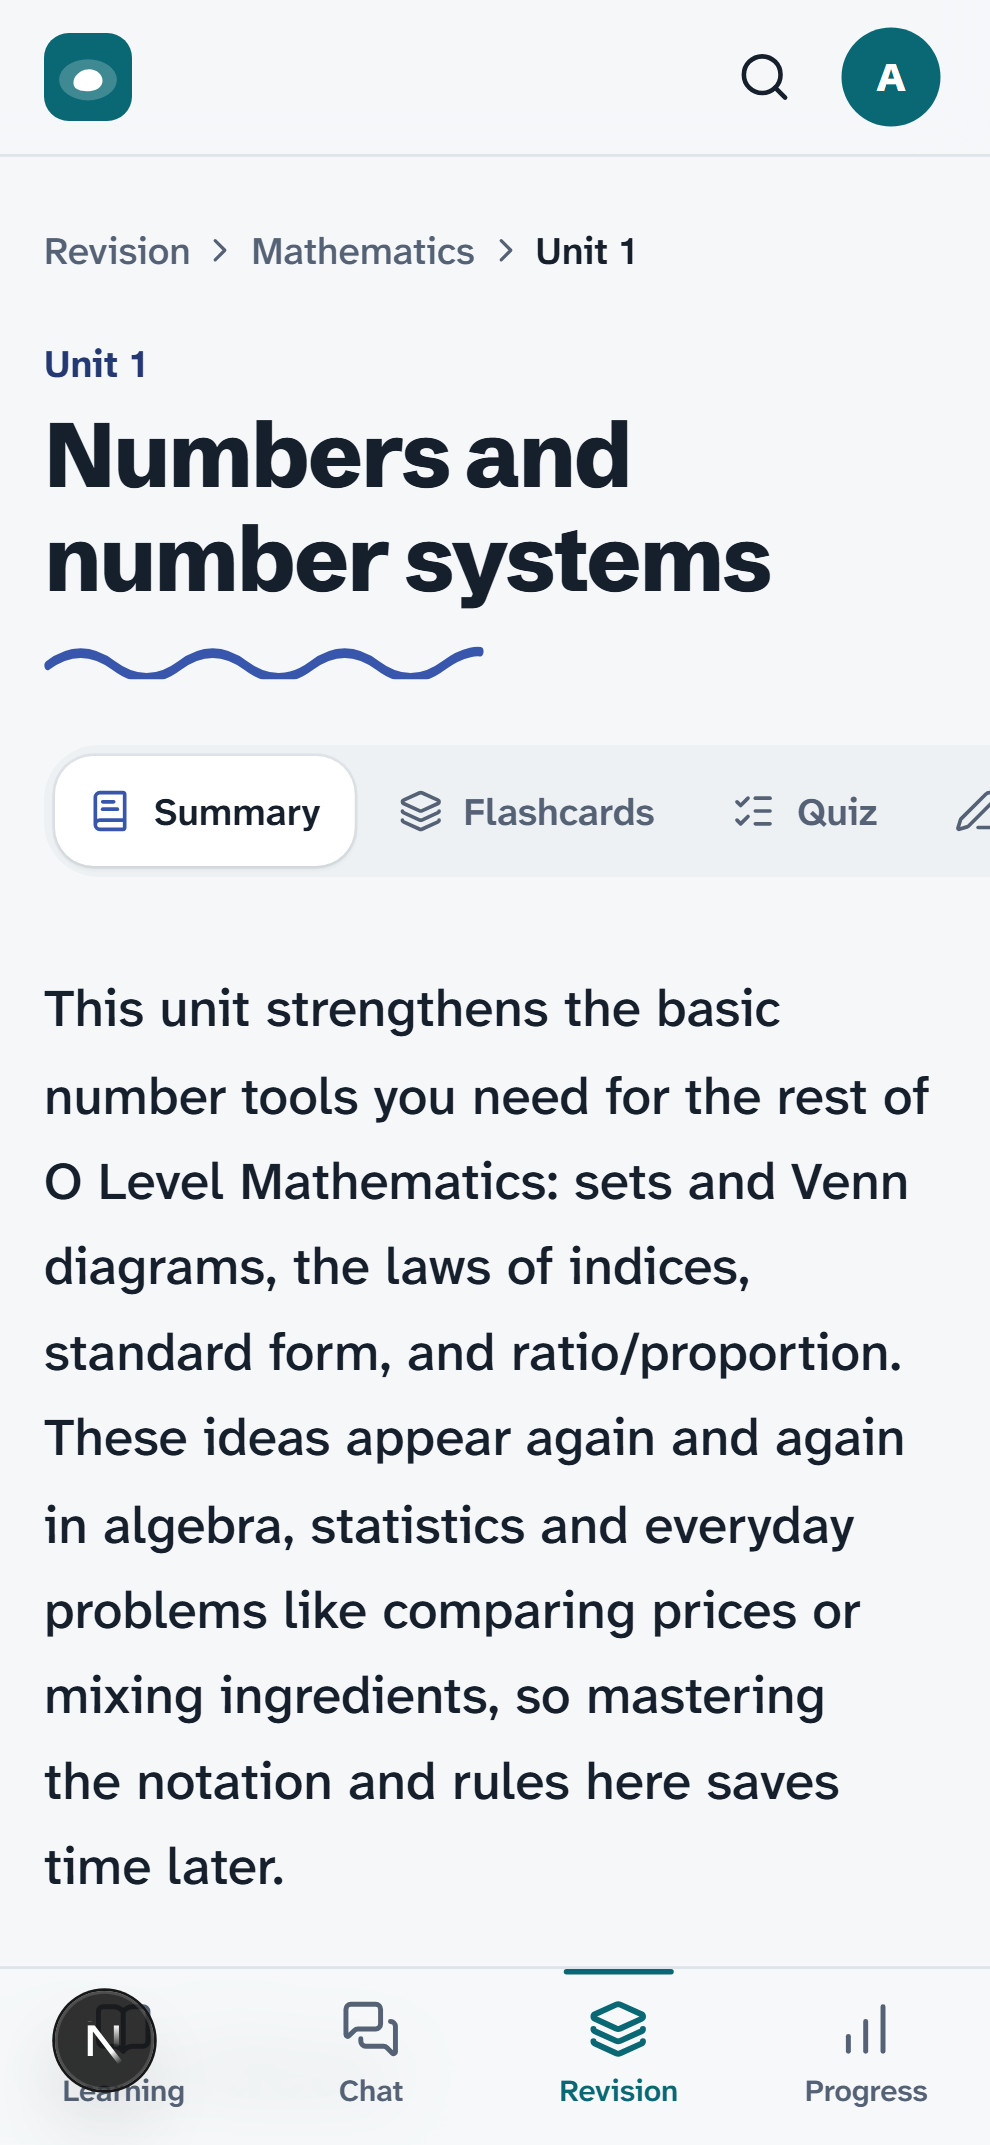 A
Revision > Mathematics > Unit 1
Unit 1
Numbers and
number systems
Summary Flashcards Quiz
This unit strengthens the basic
number tools you need for the rest of
O Level Mathematics: sets and Venn
diagrams, the laws of indices,
standard form, and ratio/proportion.
These ideas appear again and again
in algebra, statistics and everyday
problems like comparing prices or
mixing ingredients, so mastering
the notation and rules here saves
time later.
N
Learning Chat Revision Progress